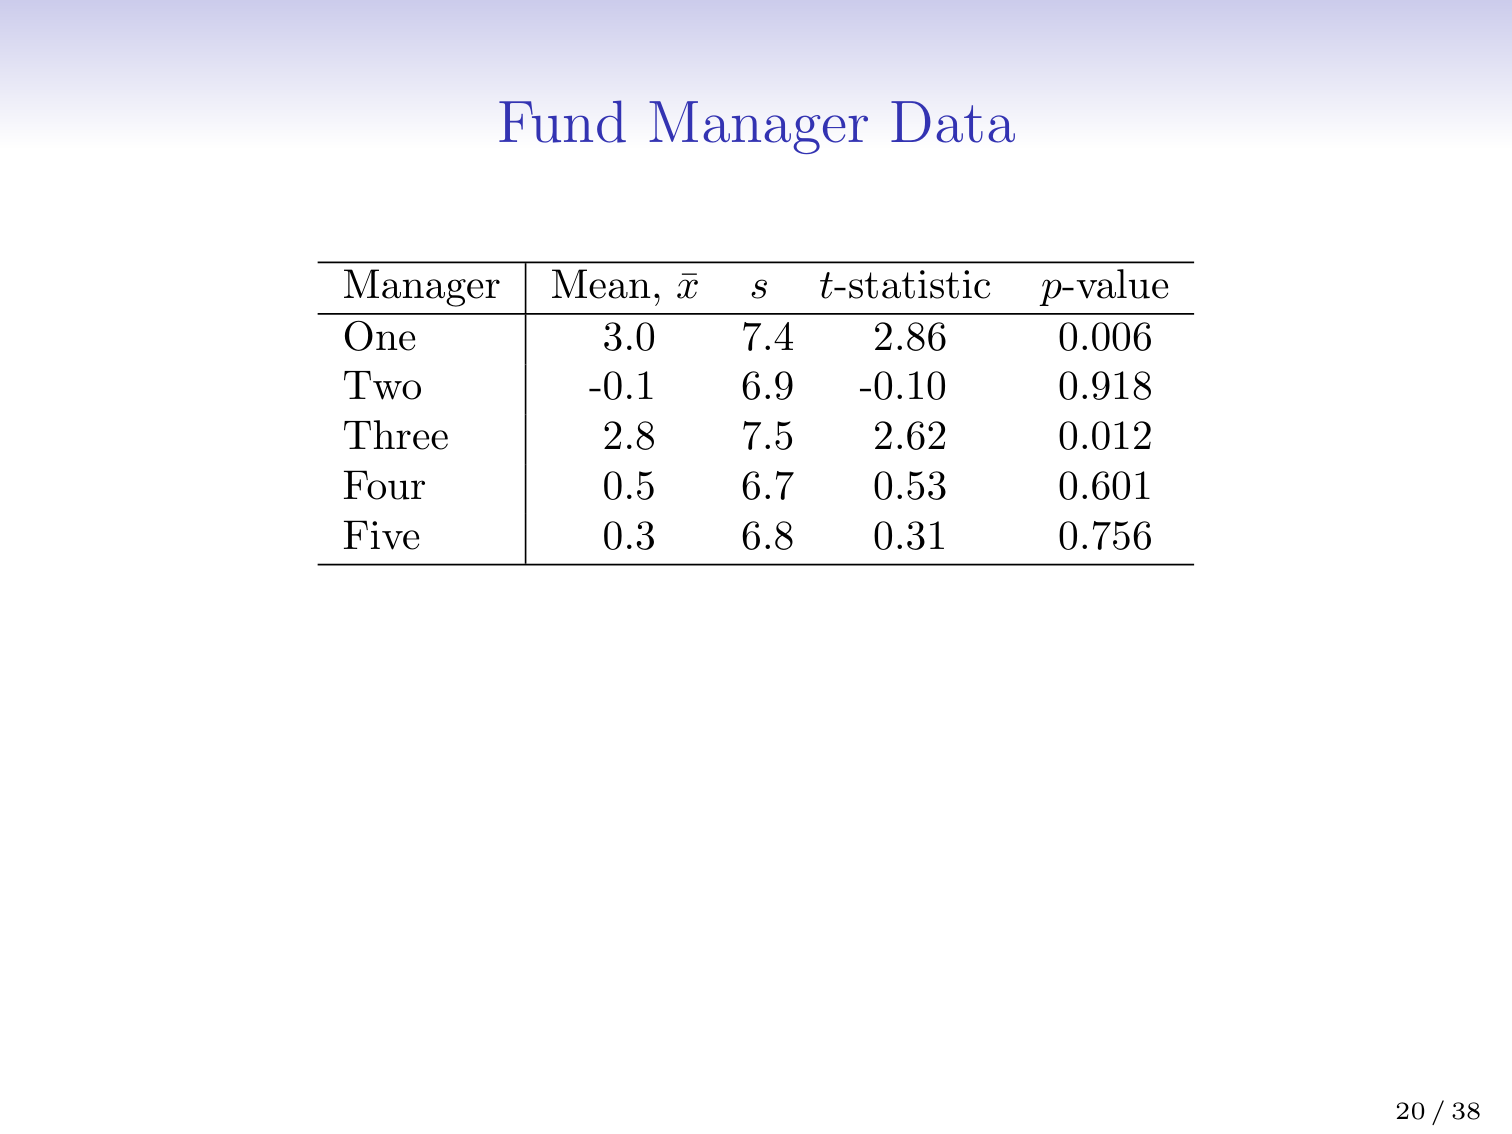 Fund Manager Data
Manager Mean, x̄ s t-statistic p-value
One 3.0 7.4 2.86 0.006
Two -0.1 6.9 -0.10 0.918
Three 2.8 7.5 2.62 0.012
Four 0.5 6.7 0.53 0.601
Five 0.3 6.8 0.31 0.756
20 / 38